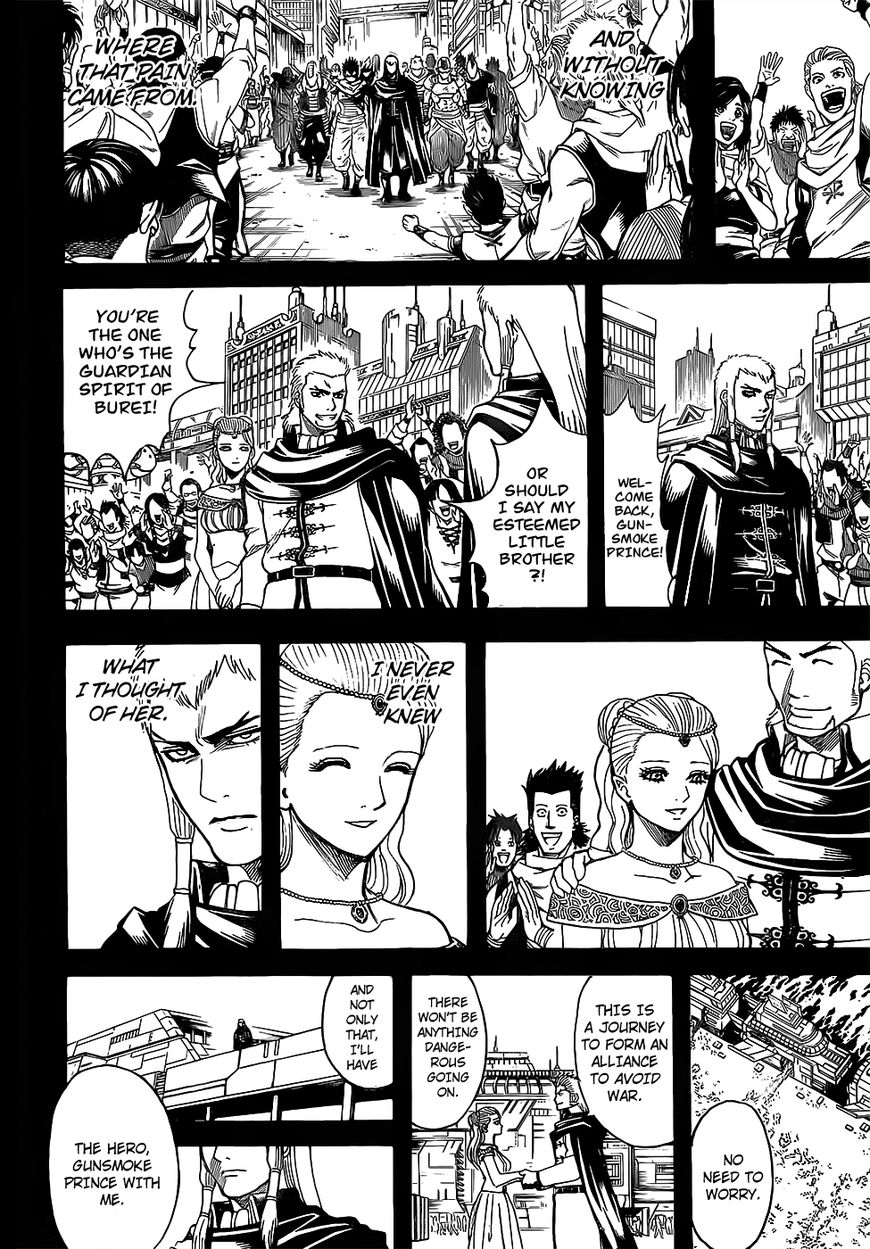 AND
WITHOUT
KNOWING
WHERE
THAT PAIN
CAME FROM.
WEL-
COME
BACK,
GUN-
SMOKE
PRINCE!
OR
SHOULD
I SAY MY
ESTEEMED
LITTLE
BROTHER
?!
YOU'RE
THE ONE
WHO'S THE
GUARDIAN
SPIRIT OF
BUREI!
I NEVER
EVEN
KNEW
WHAT
I THOUGHT
OF HER.
NO
NEED TO
WORRY.
THIS IS
A JOURNEY
TO FORM AN
ALLIANCE
TO AVOID
WAR.
THERE
WON'T BE
ANYTHING
DANGE-
ROUS
GOING
ON.
AND
NOT
ONLY
THAT,
I'LL
HAVE
THE HERO,
GUNSMOKE
PRINCE WITH
ME.